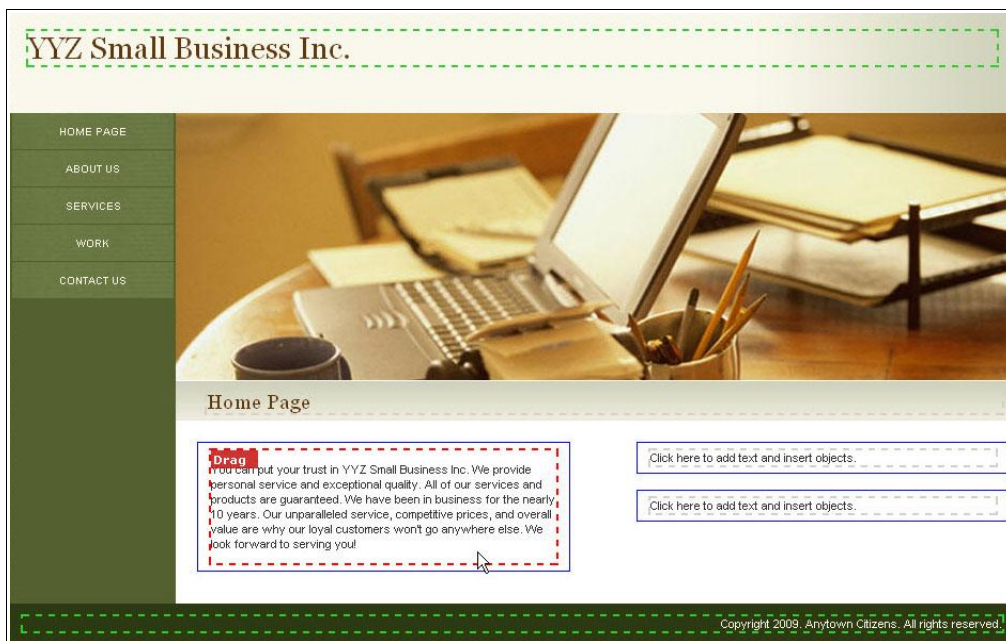 YYZ Small Business Inc.
HOME PAGE
ABOUT US
SERVICES
WORK
CONTACT US
Home Page
Drag
You can put your trust in YYZ Small Business Inc. We provide
personal service and exceptional quality. All of our services and
products are guaranteed. We have been in business for the nearly
10 years. Our unparalleled service, competitive prices, and overall
value are why our loyal customers won't go anywhere else. We
look forward to serving you!
Click here to add text and insert objects.
Click here to add text and insert objects.
Copyright 2009. Anytown Citizens. All rights reserved.